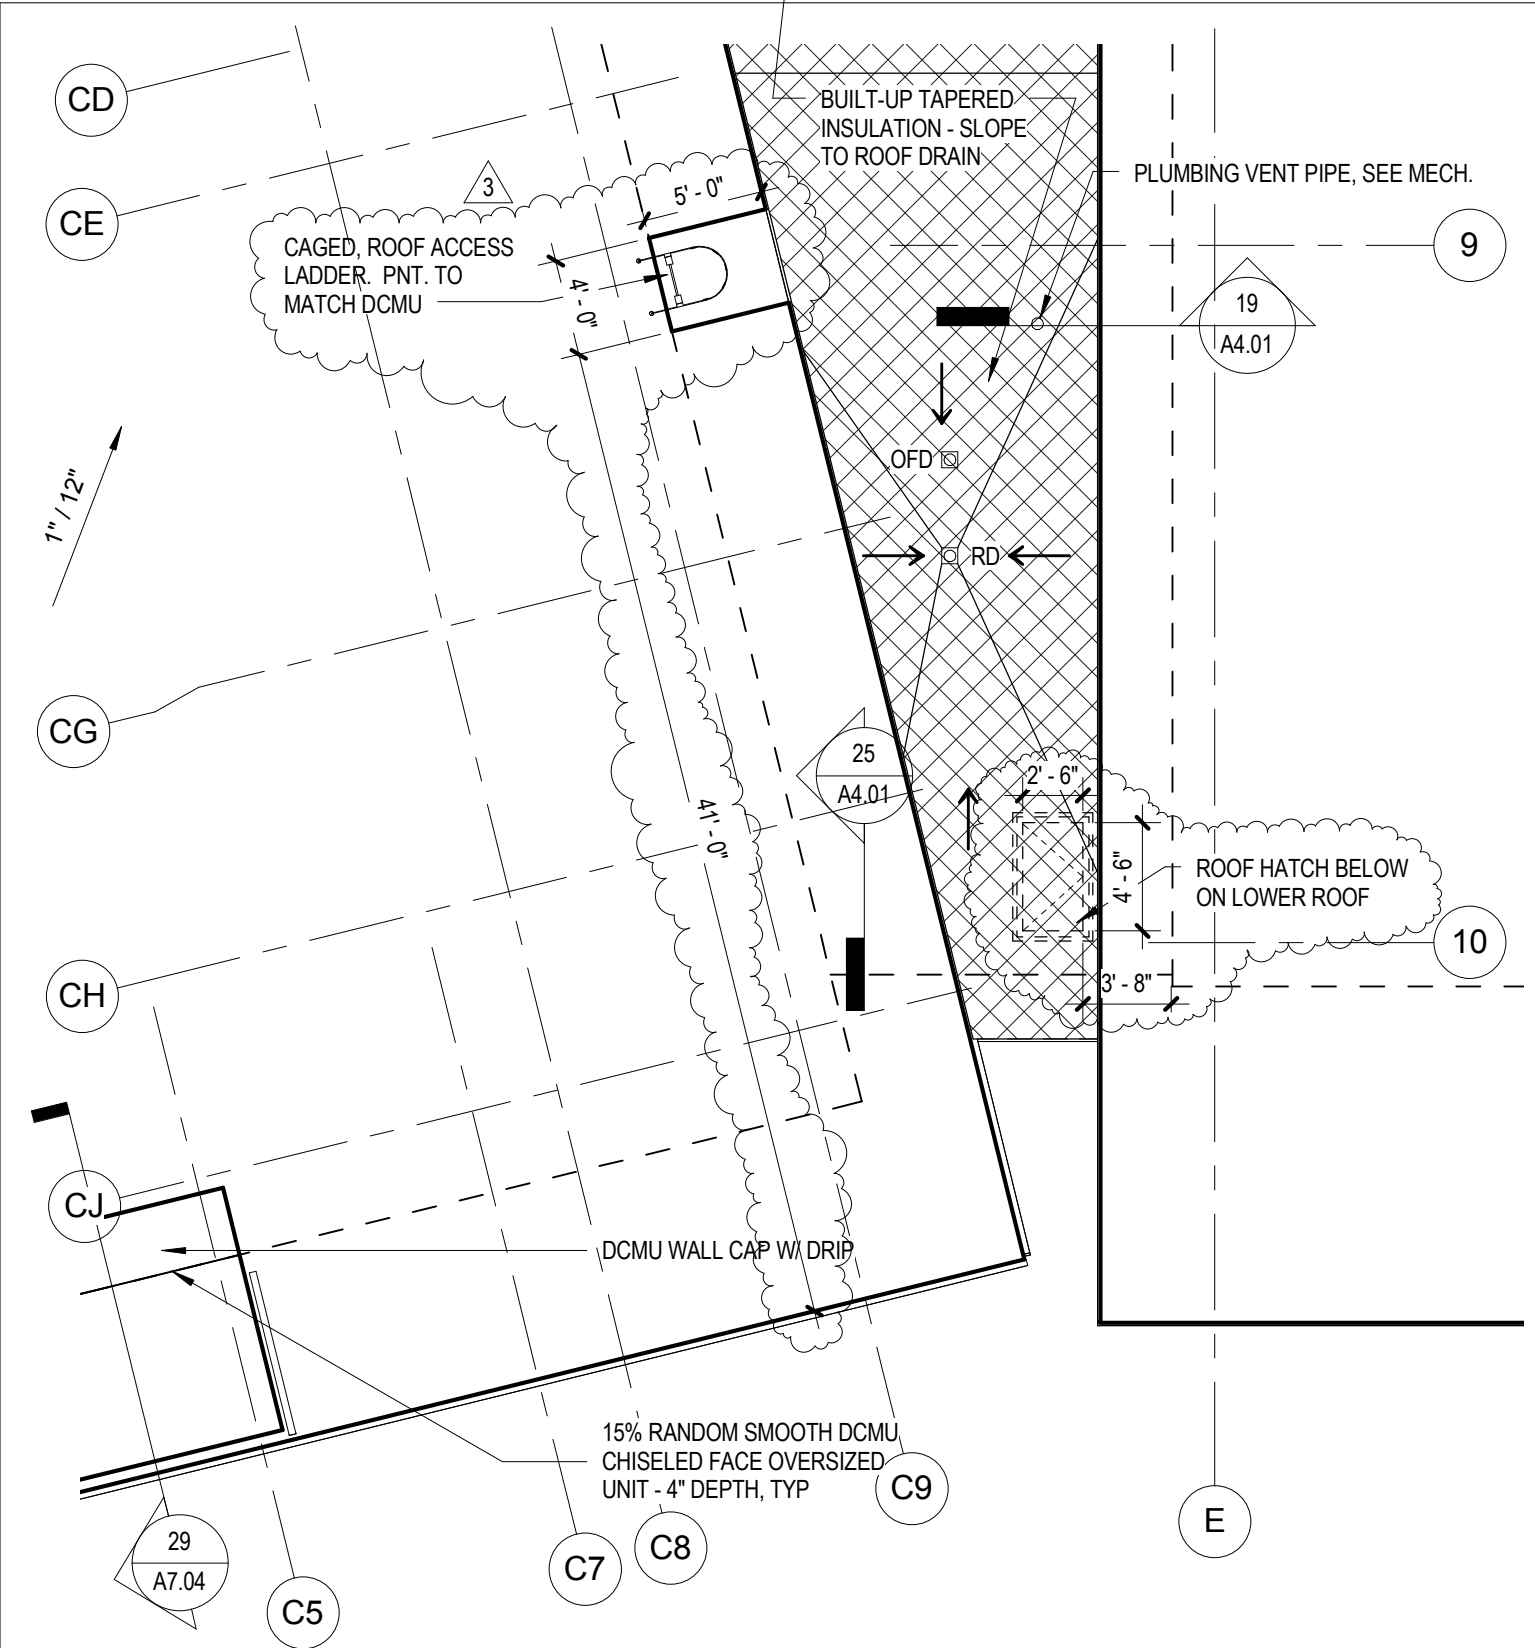 CD
BUILT-UP TAPERED
INSULATION - SLOPE
TO ROOF DRAIN
PLUMBING VENT PIPE, SEE MECH.
3
5' - 0"
CE
9
CAGED, ROOF ACCESS
LADDER. PNT. TO
MATCH DCMU
4' - 0"
19
A4.01
1" / 12"
OFD
RD
CG
25
A4.01
2' - 6"
41' - 0"
4' - 6"
ROOF HATCH BELOW
ON LOWER ROOF
10
CH
3' - 8"
CJ
DCMU WALL CAP W/ DRIP
15% RANDOM SMOOTH DCMU
CHISELED FACE OVERSIZED
UNIT - 4" DEPTH, TYP
C9
E
29
A7.04
C8
C7
C5